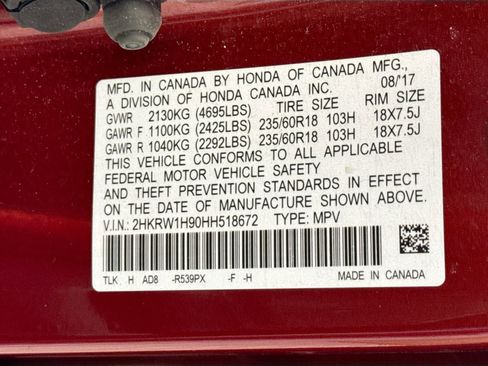 MFD. IN CANADA BY HONDA OF CANADA MFG.,
A DIVISION OF HONDA CANADA INC. 08/17
GVWR 2130KG (4695LBS) TIRE SIZE RIM SIZE
GAWR F 1100KG (2425LBS) 235/60R18 103H 18X7.5J
GAWR R 1040KG (2292LBS) 235/60R18 103H 18X7.5J
THIS VEHICLE CONFORMS TO ALL APPLICABLE
FEDERAL MOTOR VEHICLE SAFETY
AND THEFT PREVENTION STANDARDS IN EFFECT
ON THE DATE OF MANUFACTURE SHOWN ABOVE.
V.I.N.: 2HKRW1H90HH518672 TYPE: MPV
TLK H AD8 -R539PX -F -H MADE IN CANADA